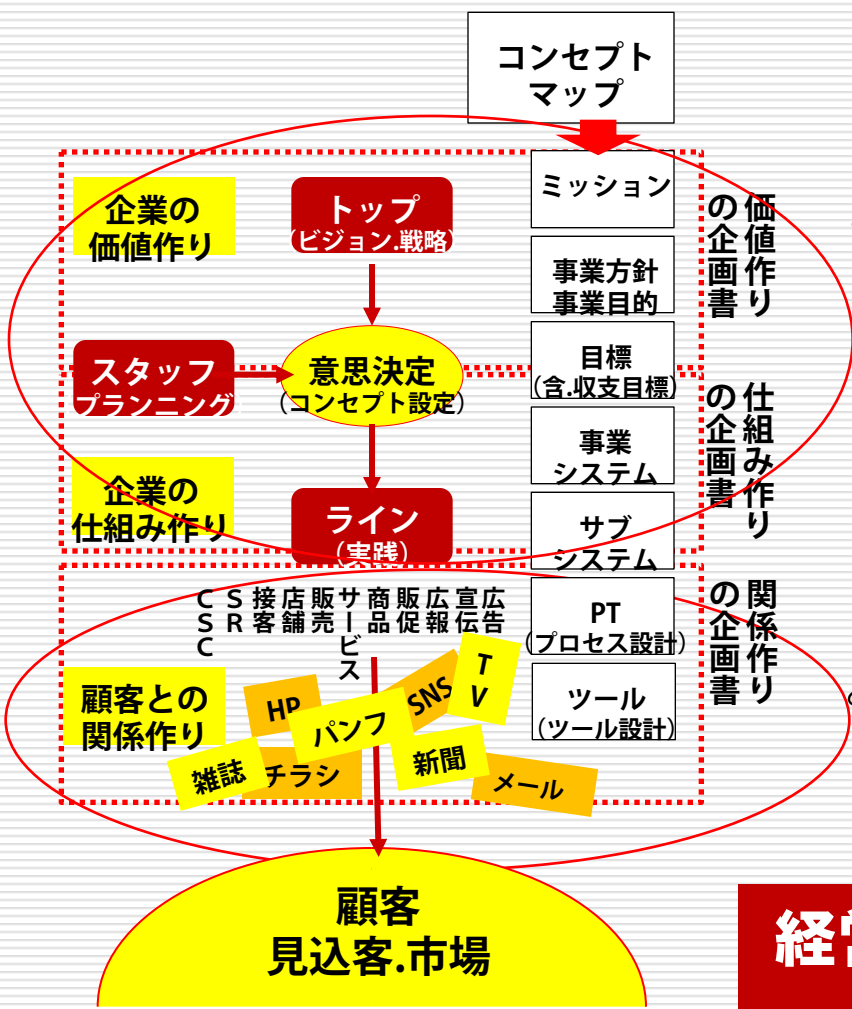 コンセプト
マップ
ミッション
企業の
価値作り
トップ
(ビジョン.戦略)
価値作り
の企画書
事業方針
事業目的
スタッフ
プランニング
意思決定
(コンセプト設定)
目標
(含.収支目標)
仕組み作り
の企画書
事業
システム
企業の
仕組み作り
ライン
(実践)
サブ
システム
広告
宣伝
広報
販促
商品
サービス
販売
店舗
接客
SR
CSC
PT
(プロセス設計)
関係作り
の企画書
顧客との
関係作り
HP
パンフ
SNS
TV
ツール
(ツール設計)
雑誌
チラシ
新聞
メール
顧客
見込客.市場
経